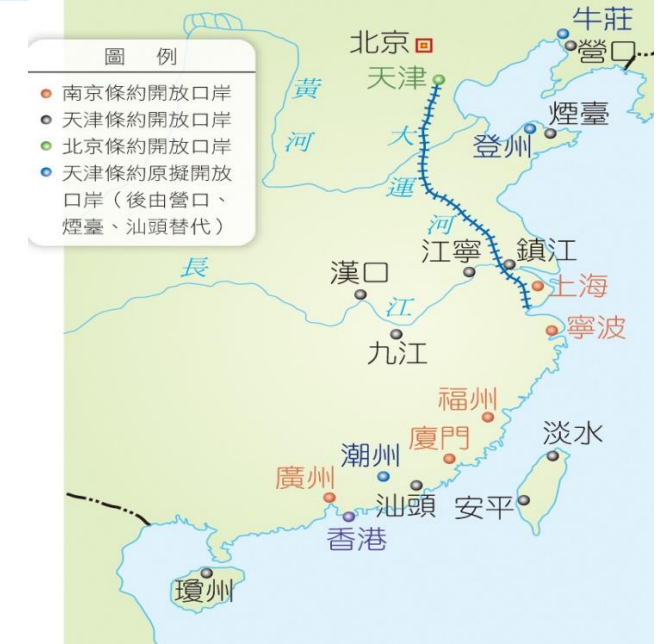 圖 例
南京條約開放口岸
天津條約開放口岸
北京條約開放口岸
天津條約原擬開放
口岸（後由營口、
煙臺、汕頭替代）
牛莊
營口
北京
天津
黃河
煙臺
登州
大運河
江寧
鎮江
長江
漢口
上海
寧波
九江
福州
廈門
淡水
潮州
廣州
汕頭
安平
香港
瓊州